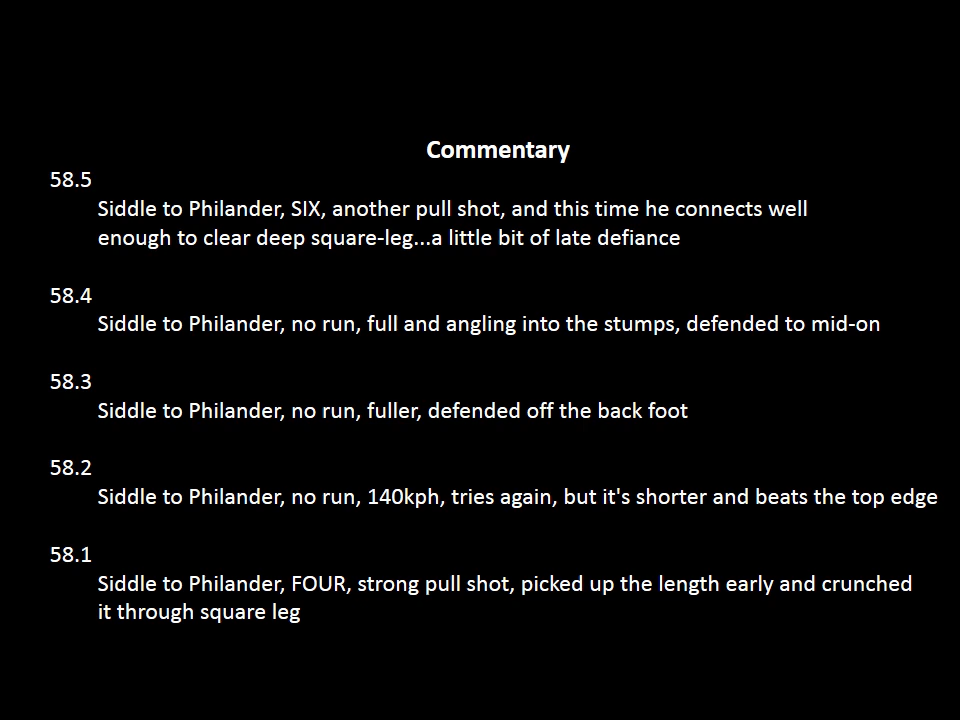 Commentary
58.5
Siddle to Philander, SIX, another pull shot, and this time he connects well
enough to clear deep square-leg...a little bit of late defiance
58.4
Siddle to Philander, no run, full and angling into the stumps, defended to mid-on
58.3
Siddle to Philander, no run, fuller, defended off the back foot
58.2
Siddle to Philander, no run, 140kph, tries again, but it's shorter and beats the top edge
58.1
Siddle to Philander, FOUR, strong pull shot, picked up the length early and crunched
it through square leg